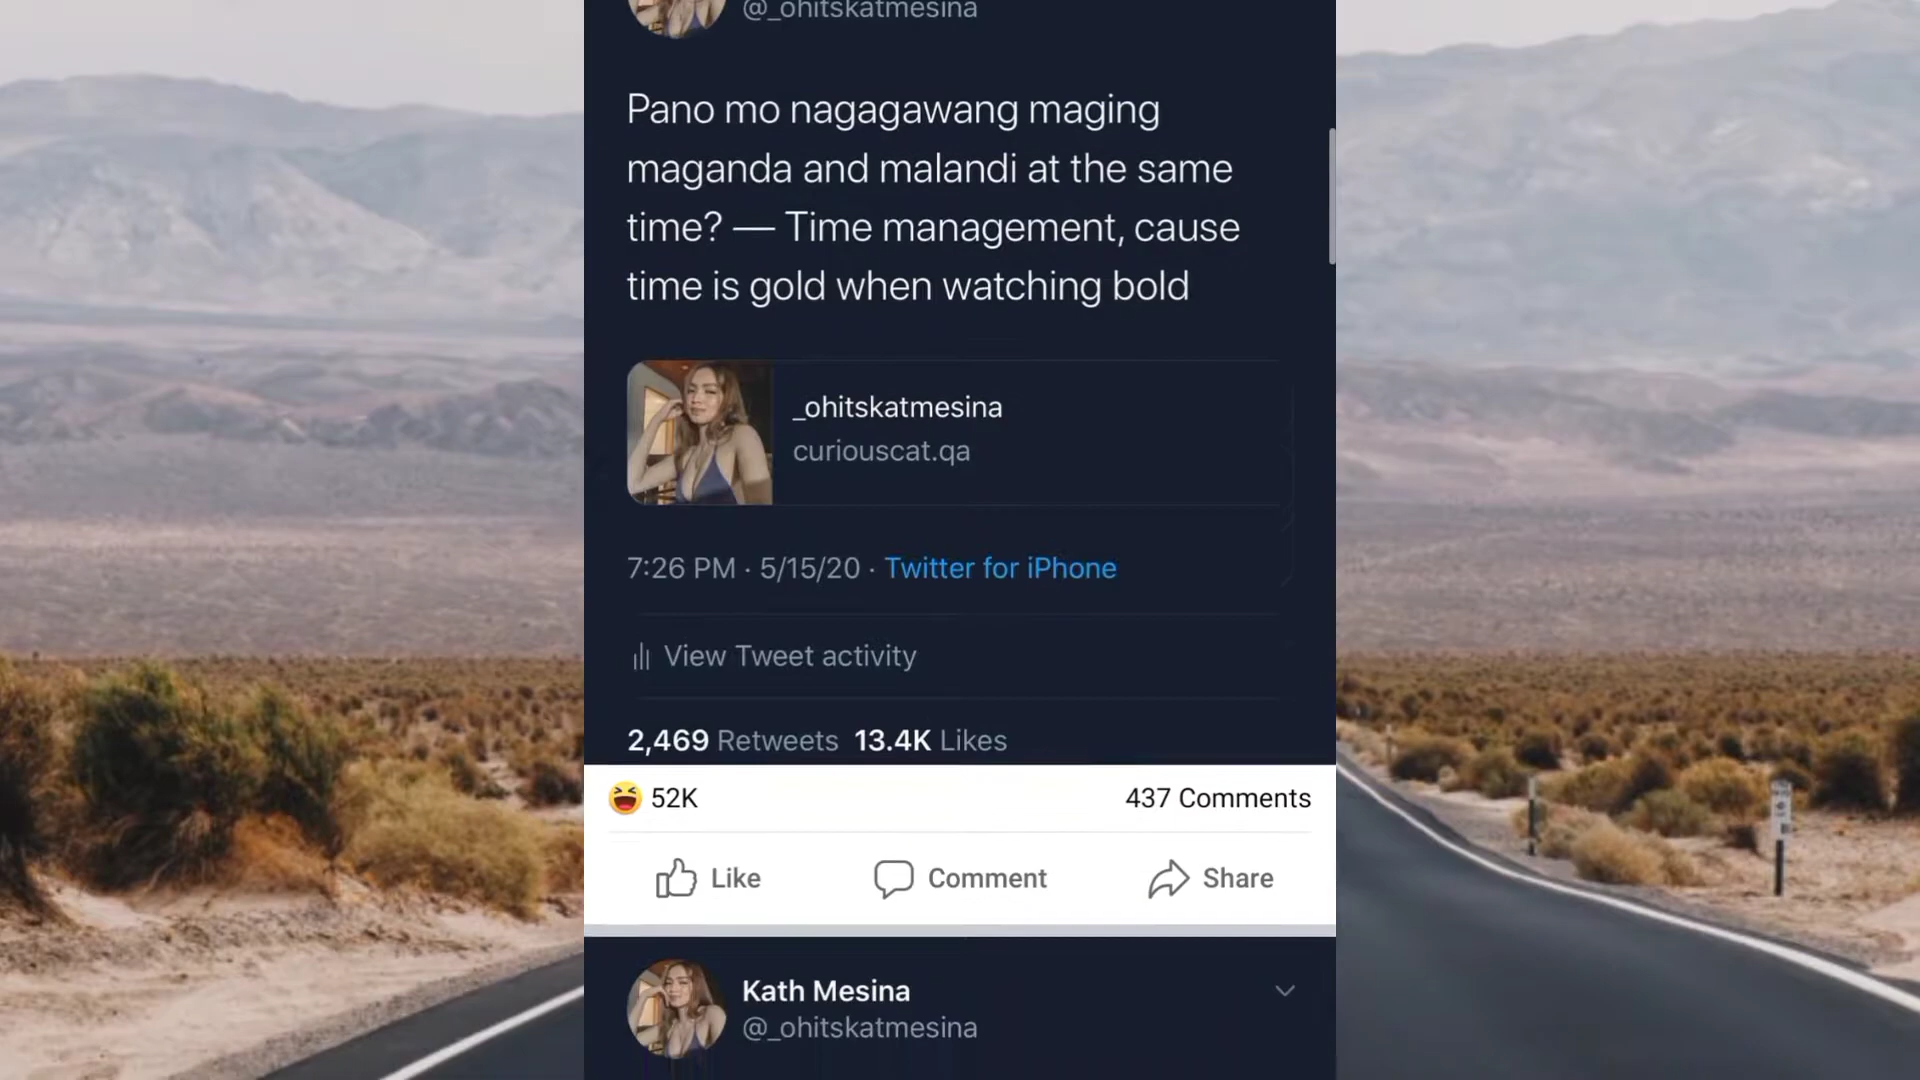 @_ohitskatmesina
Pano mo nagagawang maging
maganda and malandi at the same
time? — Time management, cause
time is gold when watching bold
_ohitskatmesina
curiouscat.qa
7:26 PM · 5/15/20 · Twitter for iPhone
View Tweet activity
2,469 Retweets 13.4K Likes
52K 437 Comments
Like Comment Share
Kath Mesina
@_ohitskatmesina